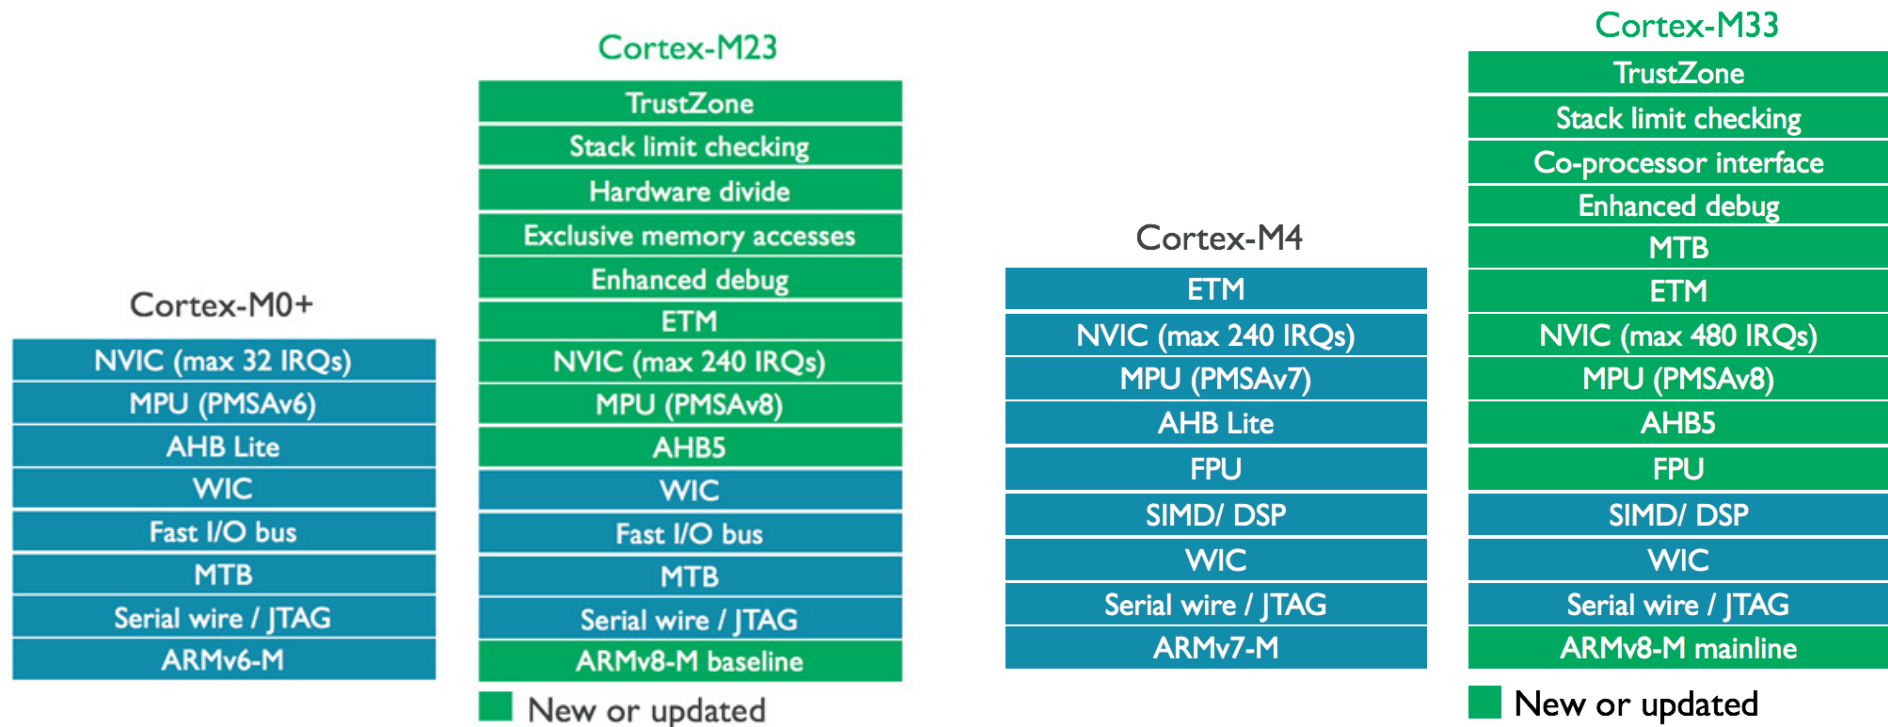 Cortex-M0+
NVIC (max 32 IRQs)
MPU (PMSAv6)
AHB Lite
WIC
Fast I/O bus
MTB
Serial wire / JTAG
ARMv6-M
Cortex-M23
TrustZone
Stack limit checking
Hardware divide
Exclusive memory accesses
Enhanced debug
ETM
NVIC (max 240 IRQs)
MPU (PMSAv8)
AHB5
WIC
Fast I/O bus
MTB
Serial wire / JTAG
ARMv8-M baseline
New or updated
Cortex-M4
ETM
NVIC (max 240 IRQs)
MPU (PMSAv7)
AHB Lite
FPU
SIMD/ DSP
WIC
Serial wire / JTAG
ARMv7-M
Cortex-M33
TrustZone
Stack limit checking
Co-processor interface
Enhanced debug
MTB
ETM
NVIC (max 480 IRQs)
MPU (PMSAv8)
AHB5
FPU
SIMD/ DSP
WIC
Serial wire / JTAG
ARMv8-M mainline
New or updated